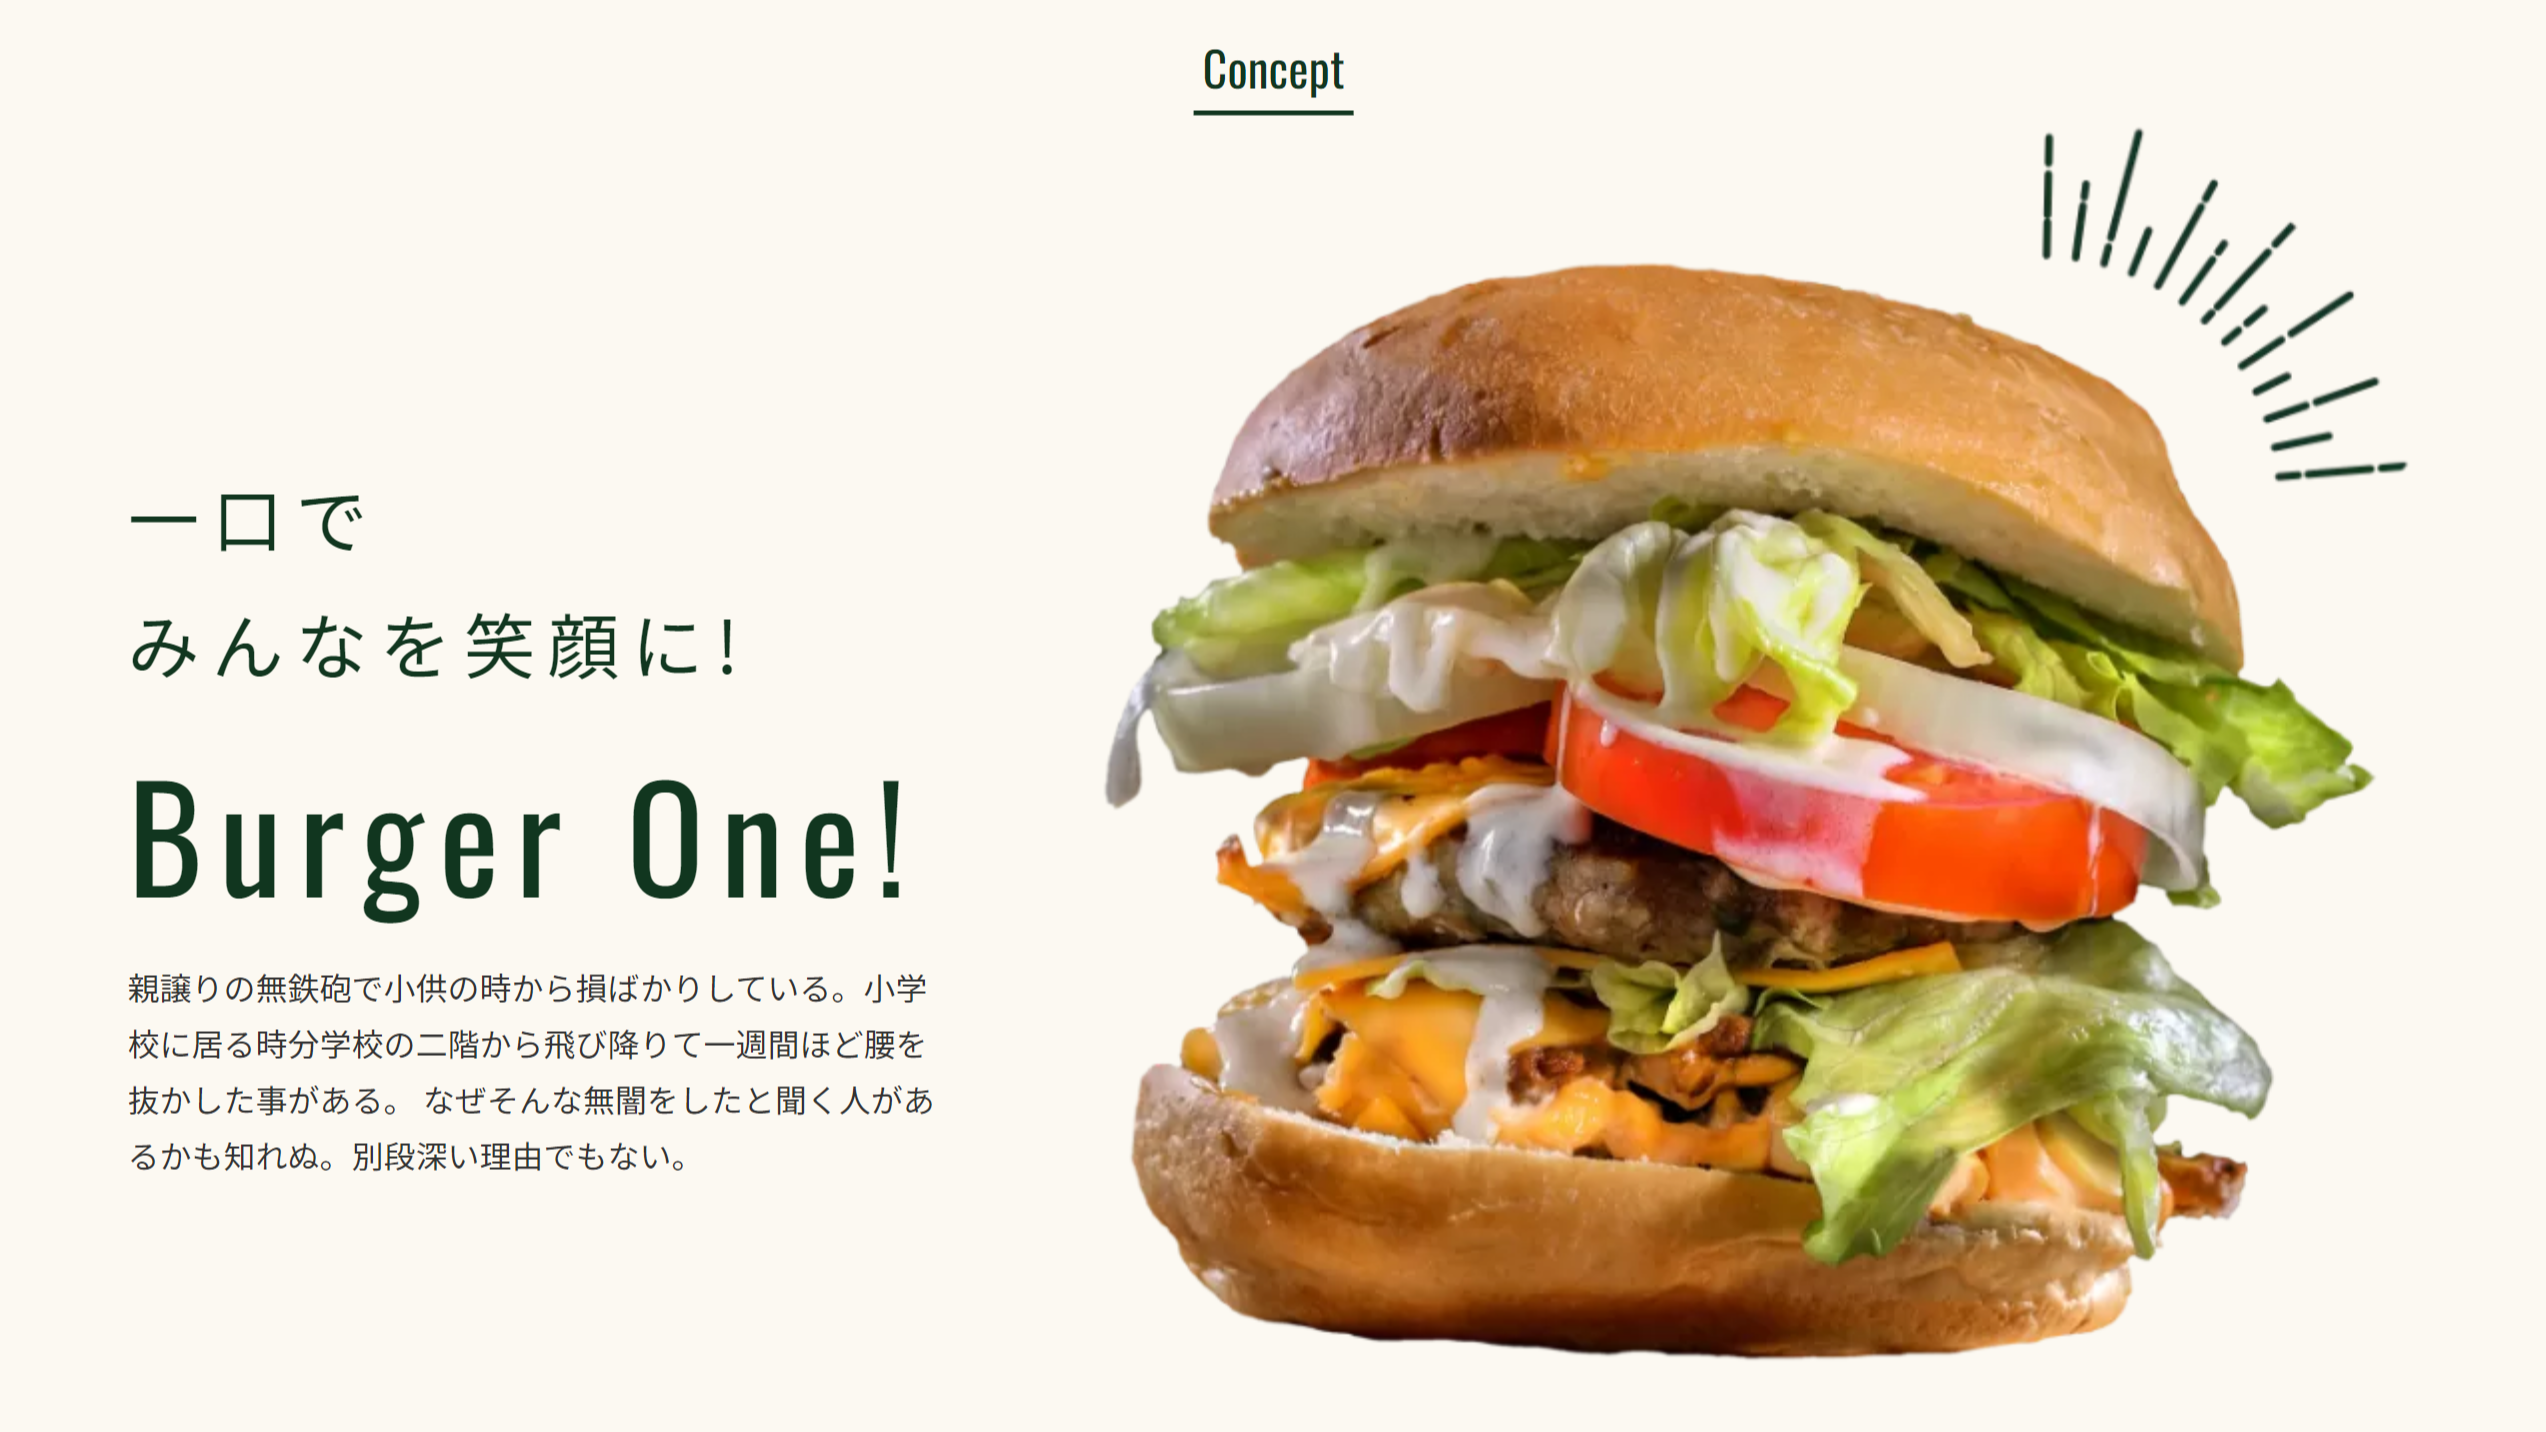 Concept
一口で
みんなを笑顔に!
Burger One!
親譲りの無鉄砲で小供の時から損ばかりしている。小学
校に居る時分学校の二階から飛び降りて一週間ほど腰を
抜かした事がある。 なぜそんな無闇をしたと聞く人があ
るかも知れぬ。別段深い理由でもない。